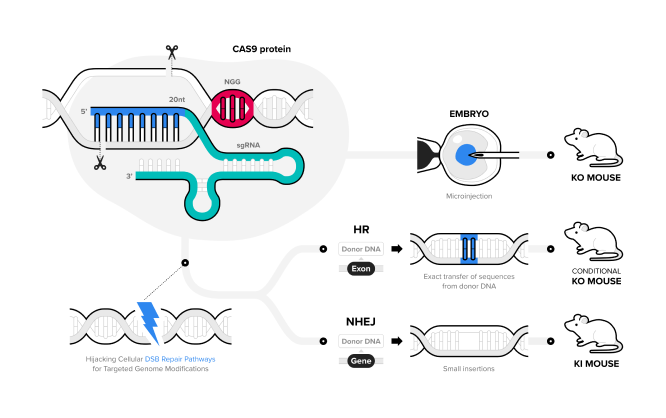 CAS9 protein
NGG
20nt
5'
sgRNA
3'
EMBRYO
Microinjection
KO MOUSE
HR
Donor DNA
Exon
Exact transfer of sequences
from donor DNA
CONDITIONAL
KO MOUSE
NHEJ
Donor DNA
Gene
Small insertions
KI MOUSE
Hijacking Cellular DSB Repair Pathways
for Targeted Genome Modifications